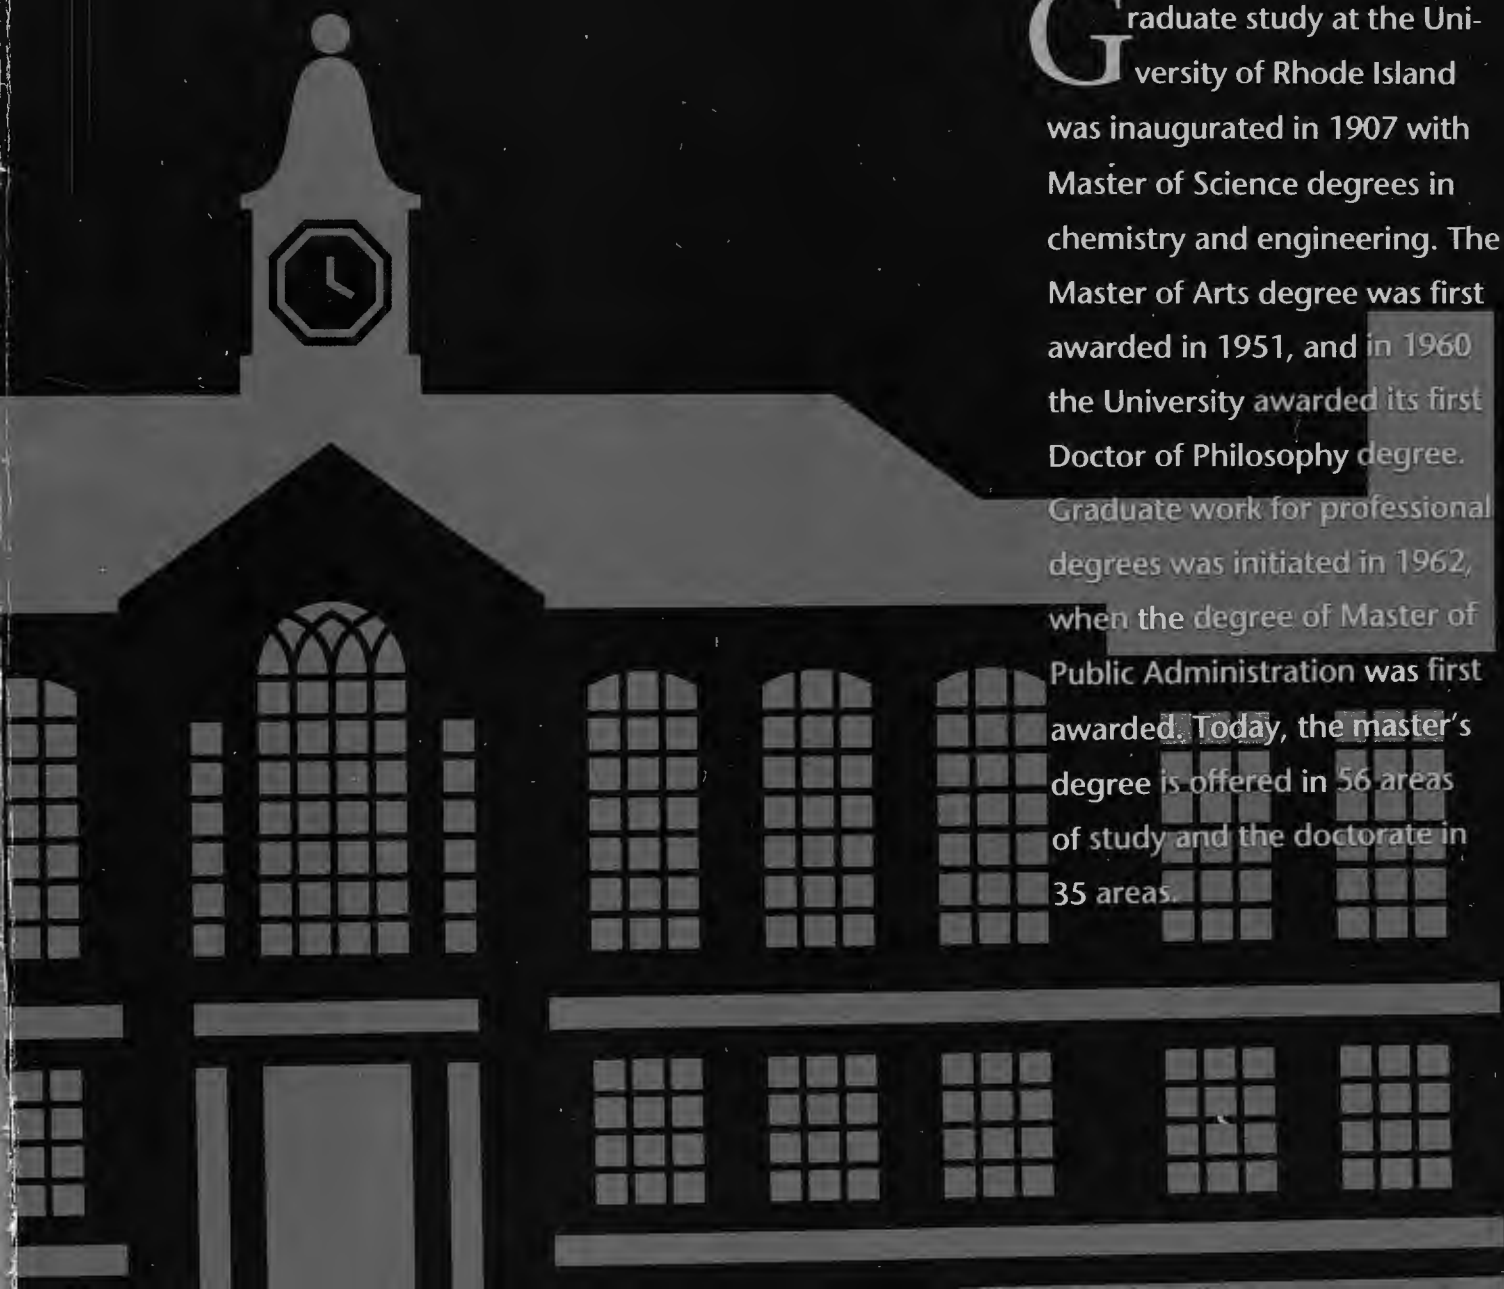 Graduate study at the Uni-
versity of Rhode Island
was inaugurated in 1907 with
Master of Science degrees in
chemistry and engineering. The
Master of Arts degree was first
awarded in 1951, and in 1960
the University awarded its first
Doctor of Philosophy degree.
Graduate work for professional
degrees was initiated in 1962,
when the degree of Master of
Public Administration was first
awarded. Today, the master's
degree is offered in 56 areas
of study and the doctorate in
35 areas.